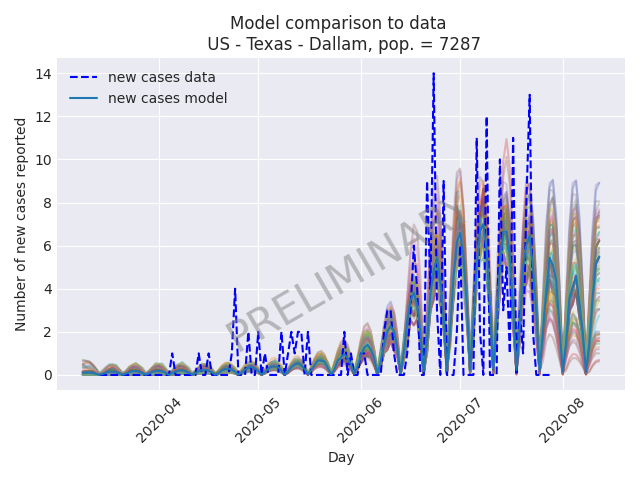 Model comparison to data
US - Texas - Dallam, pop. = 7287
new cases data
new cases model
14
12
10
8
6
4
2
0
Number of new cases reported
PRELIMINARY
2020-04
2020-05
2020-06
2020-07
2020-08
Day